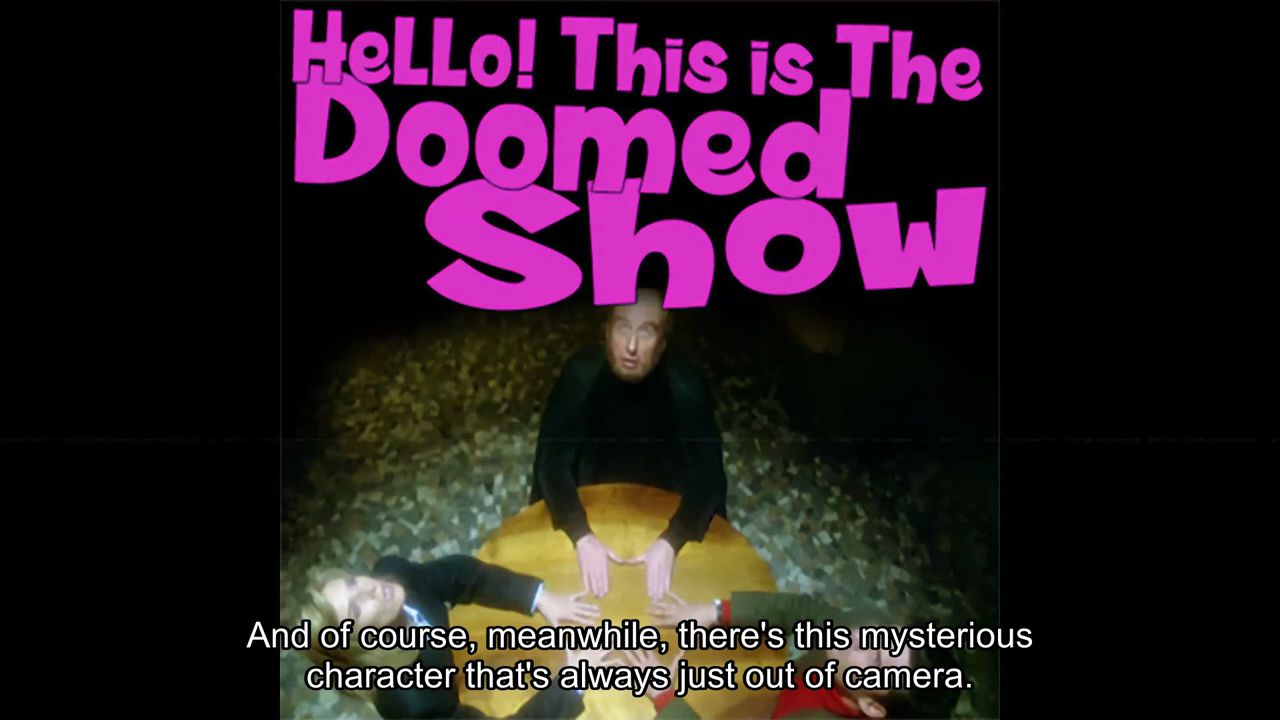 HeLLo! This is The
Doomed
Show
And of course, meanwhile, there's this mysterious
character that's always just out of camera.